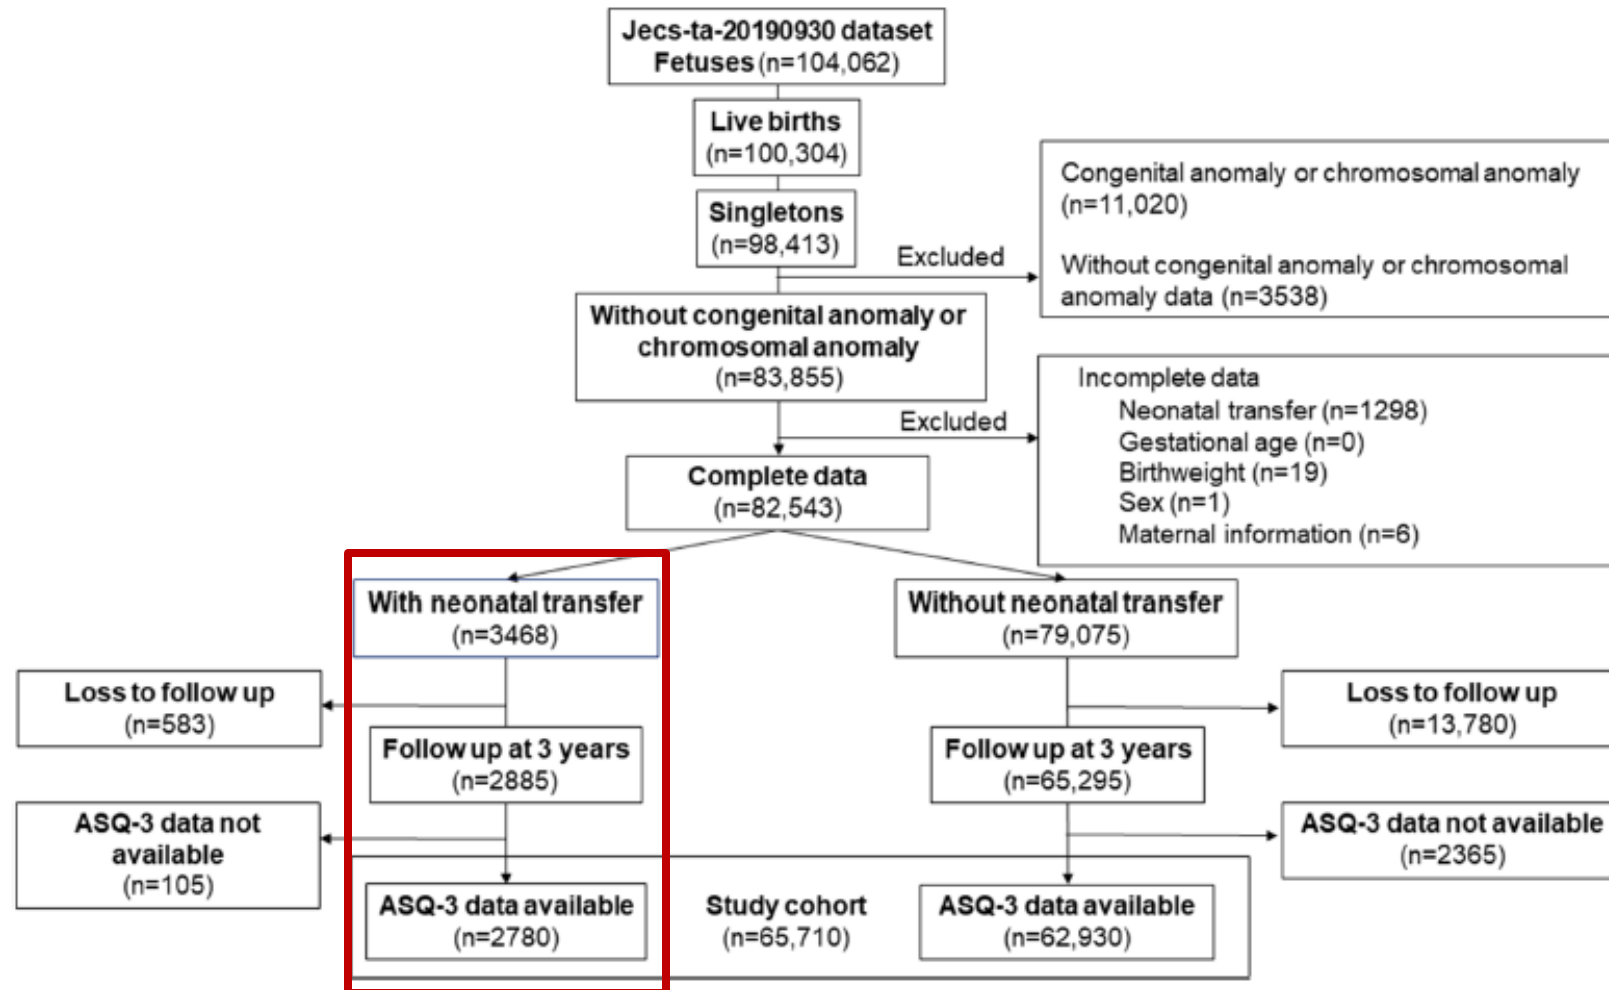 Jecs-ta-20190930 dataset
Fetuses (n=104,062)
Live births
(n=100,304)
Singletons
(n=98,413)
Excluded
Congenital anomaly or chromosomal anomaly
(n=11,020)
Without congenital anomaly or chromosomal
anomaly data (n=3538)
Without congenital anomaly or
chromosomal anomaly
(n=83,855)
Excluded
Incomplete data
Neonatal transfer (n=1298)
Gestational age (n=0)
Birthweight (n=19)
Sex (n=1)
Maternal information (n=6)
Complete data
(n=82,543)
With neonatal transfer
(n=3468)
Without neonatal transfer
(n=79,075)
Loss to follow up
(n=583)
Loss to follow up
(n=13,780)
Follow up at 3 years
(n=2885)
Follow up at 3 years
(n=65,295)
ASQ-3 data not
available
(n=105)
ASQ-3 data not available
(n=2365)
ASQ-3 data available
(n=2780)
Study cohort
(n=65,710)
ASQ-3 data available
(n=62,930)